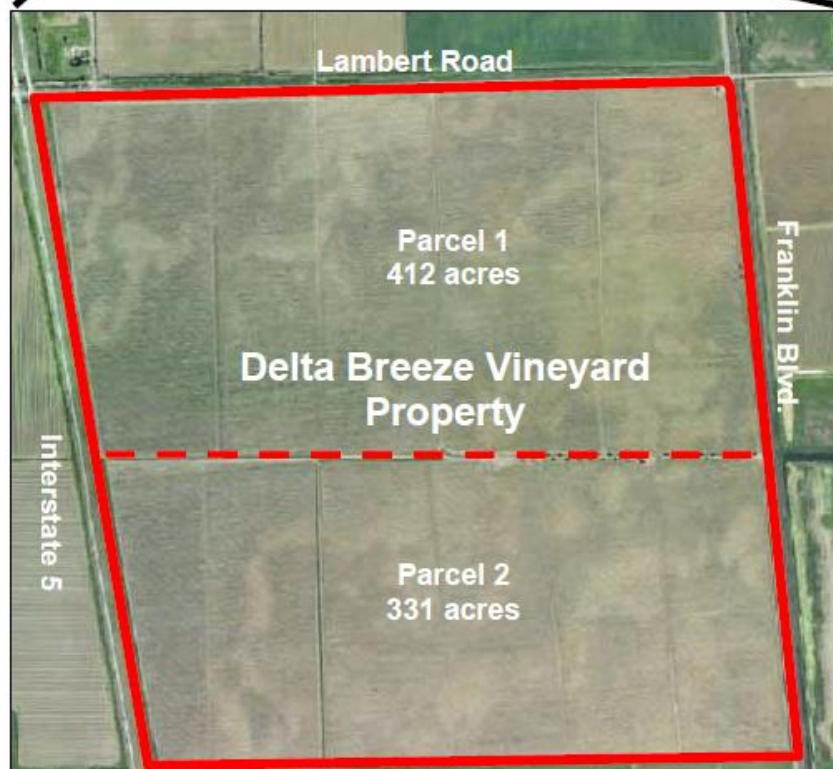 Lambert Road
Parcel 1
412 acres
Franklin Blvd.
Delta Breeze Vineyard
Property
Interstate 5
Parcel 2
331 acres